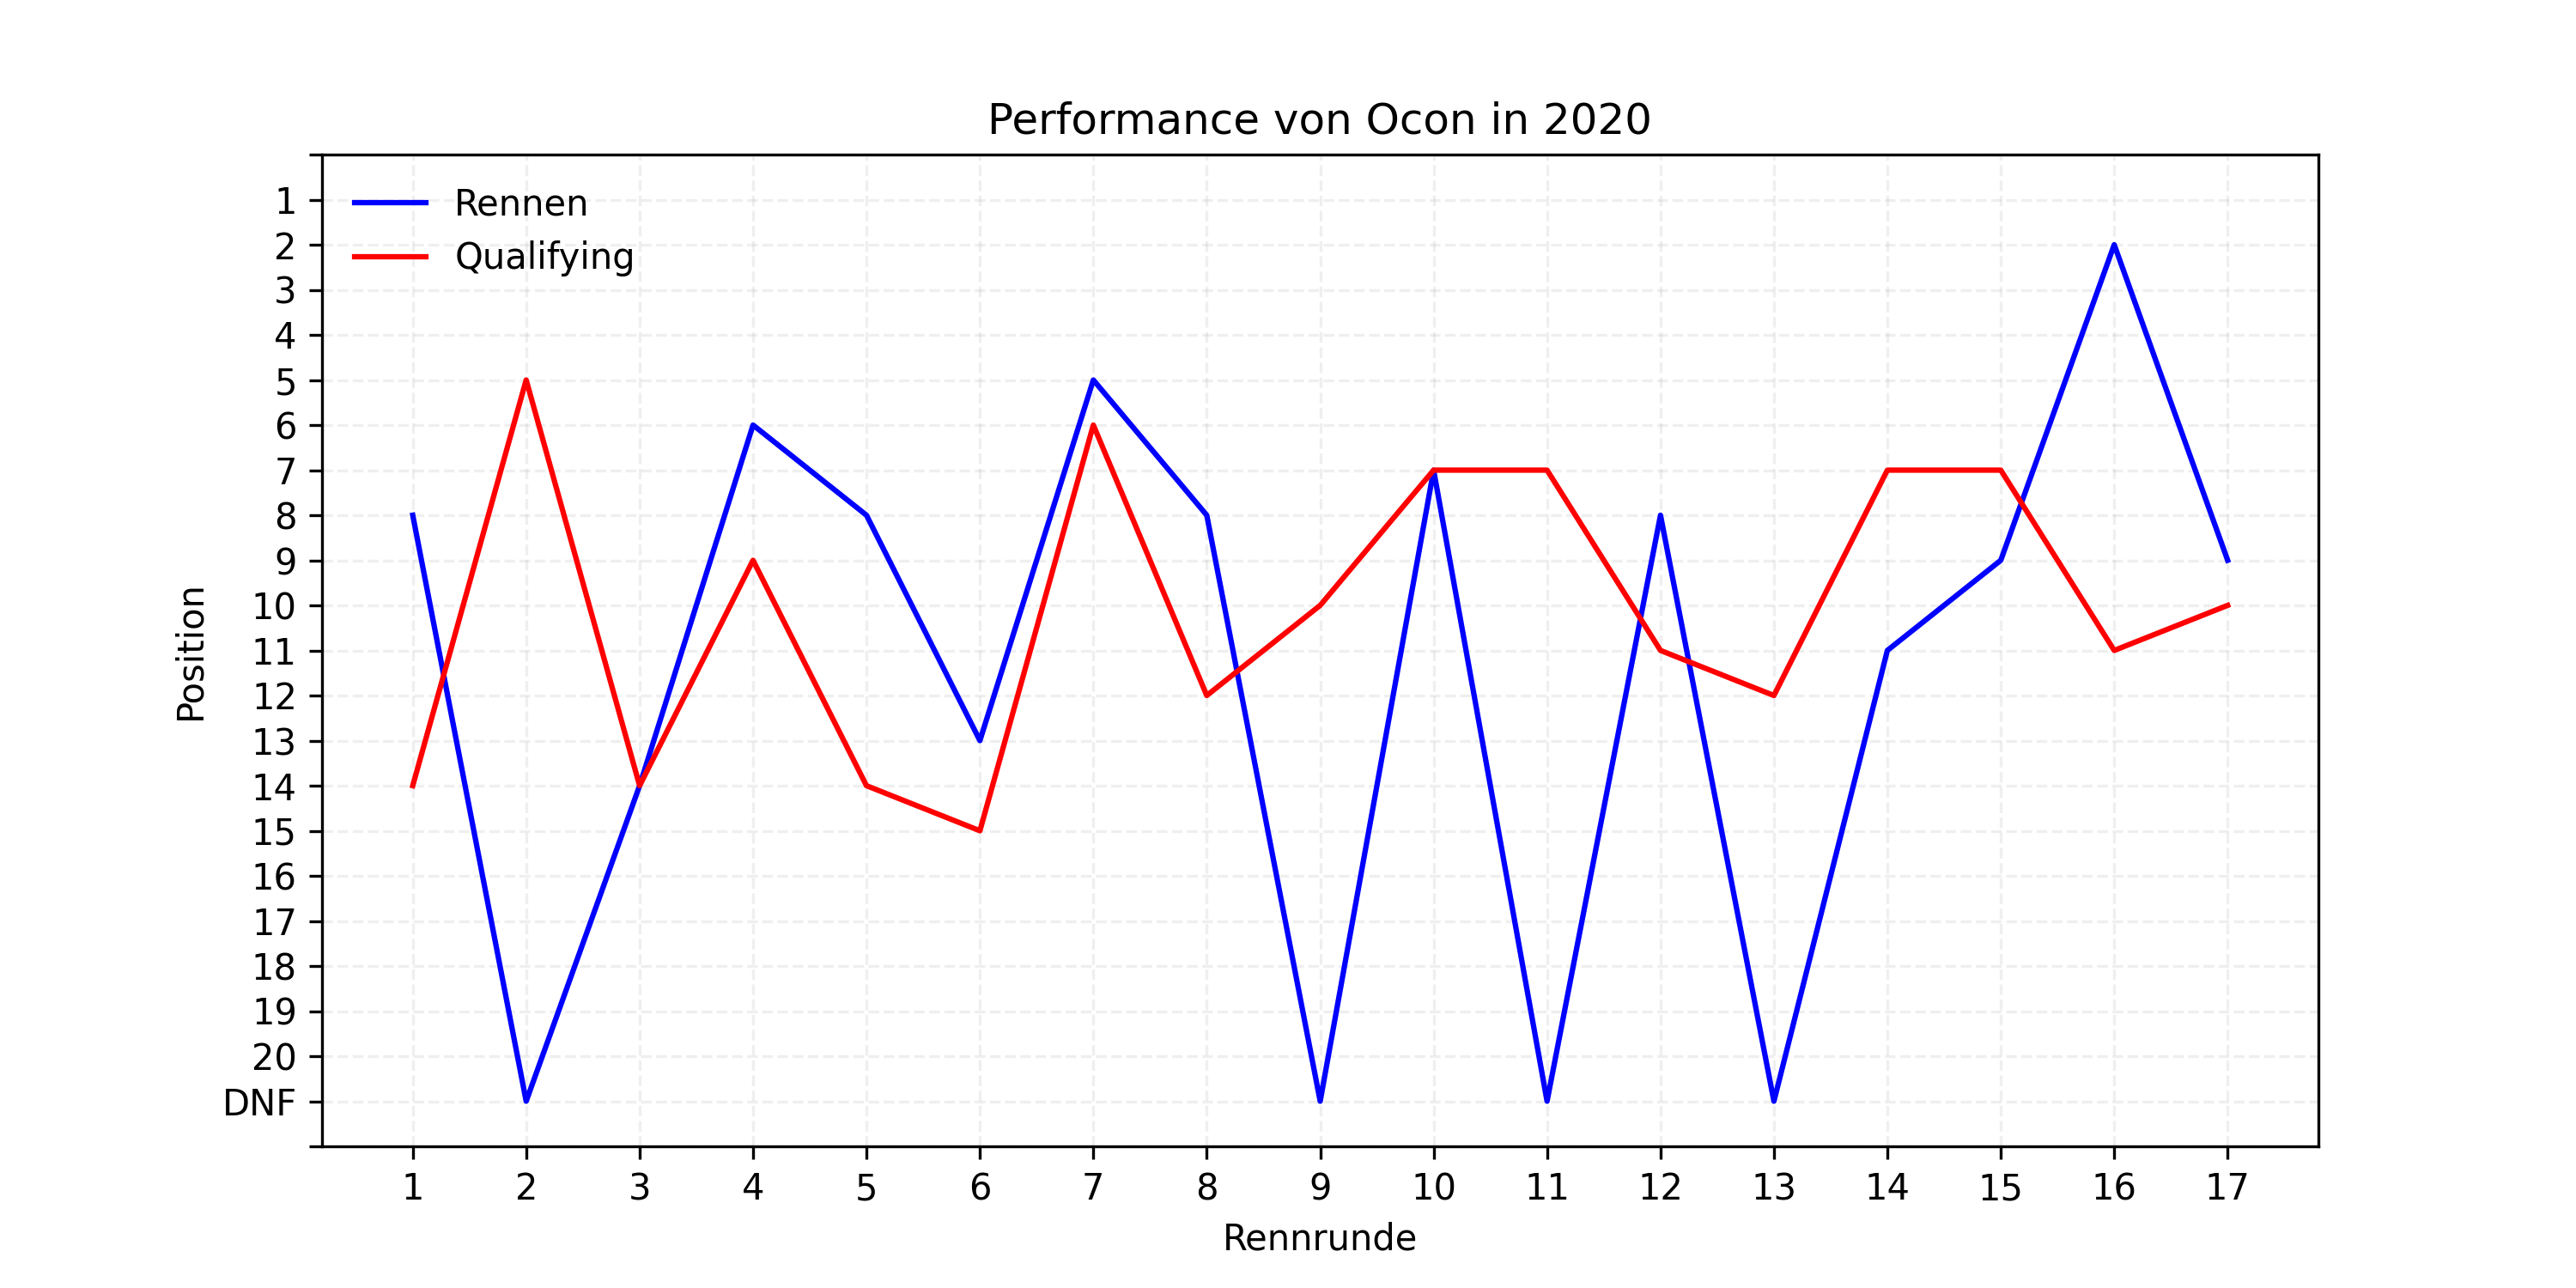 Performance von Ocon in 2020
Rennen
Qualifying
Position
1
2
3
4
5
6
7
8
9
10
11
12
13
14
15
16
17
18
19
20
DNF
1 2 3 4 5 6 7 8 9 10 11 12 13 14 15 16 17
Rennrunde